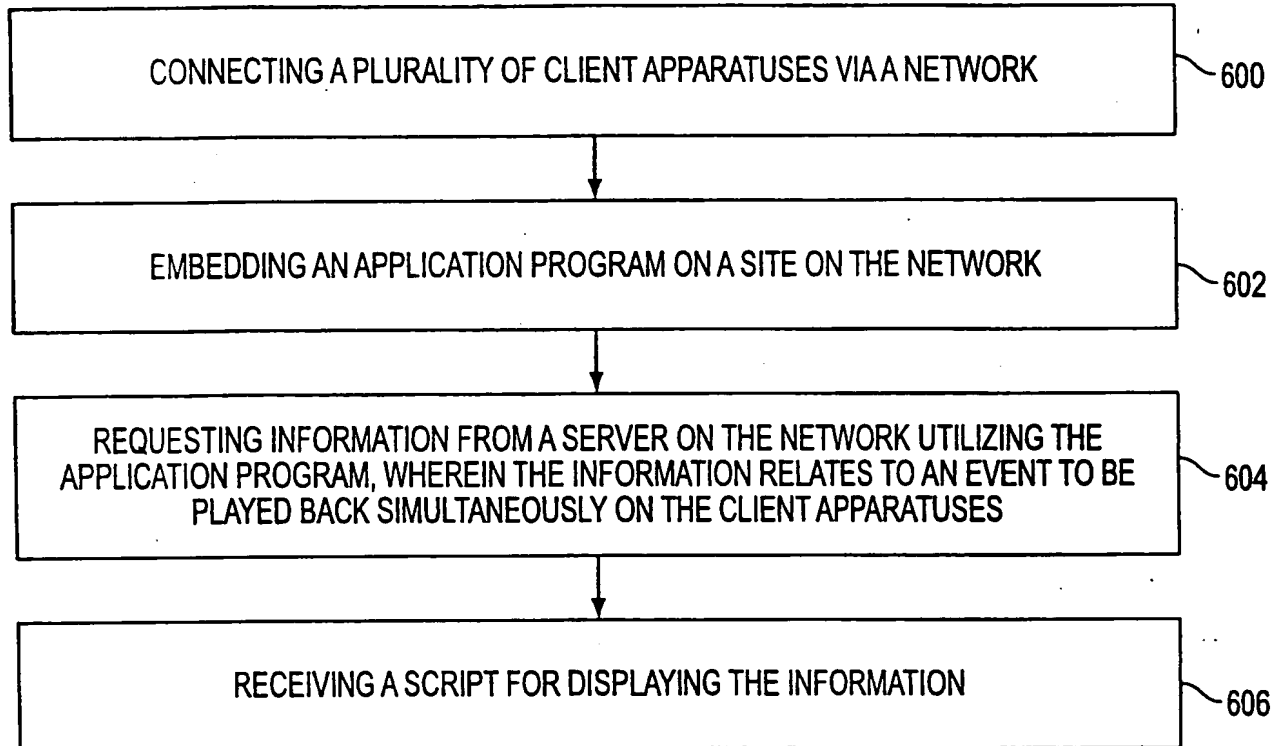 CONNECTING A PLURALITY OF CLIENT APPARATUSES VIA A NETWORK
600
EMBEDDING AN APPLICATION PROGRAM ON A SITE ON THE NETWORK
602
REQUESTING INFORMATION FROM A SERVER ON THE NETWORK UTILIZING THE
APPLICATION PROGRAM, WHEREIN THE INFORMATION RELATES TO AN EVENT TO BE
PLAYED BACK SIMULTANEOUSLY ON THE CLIENT APPARATUSES
604
RECEIVING A SCRIPT FOR DISPLAYING THE INFORMATION
606